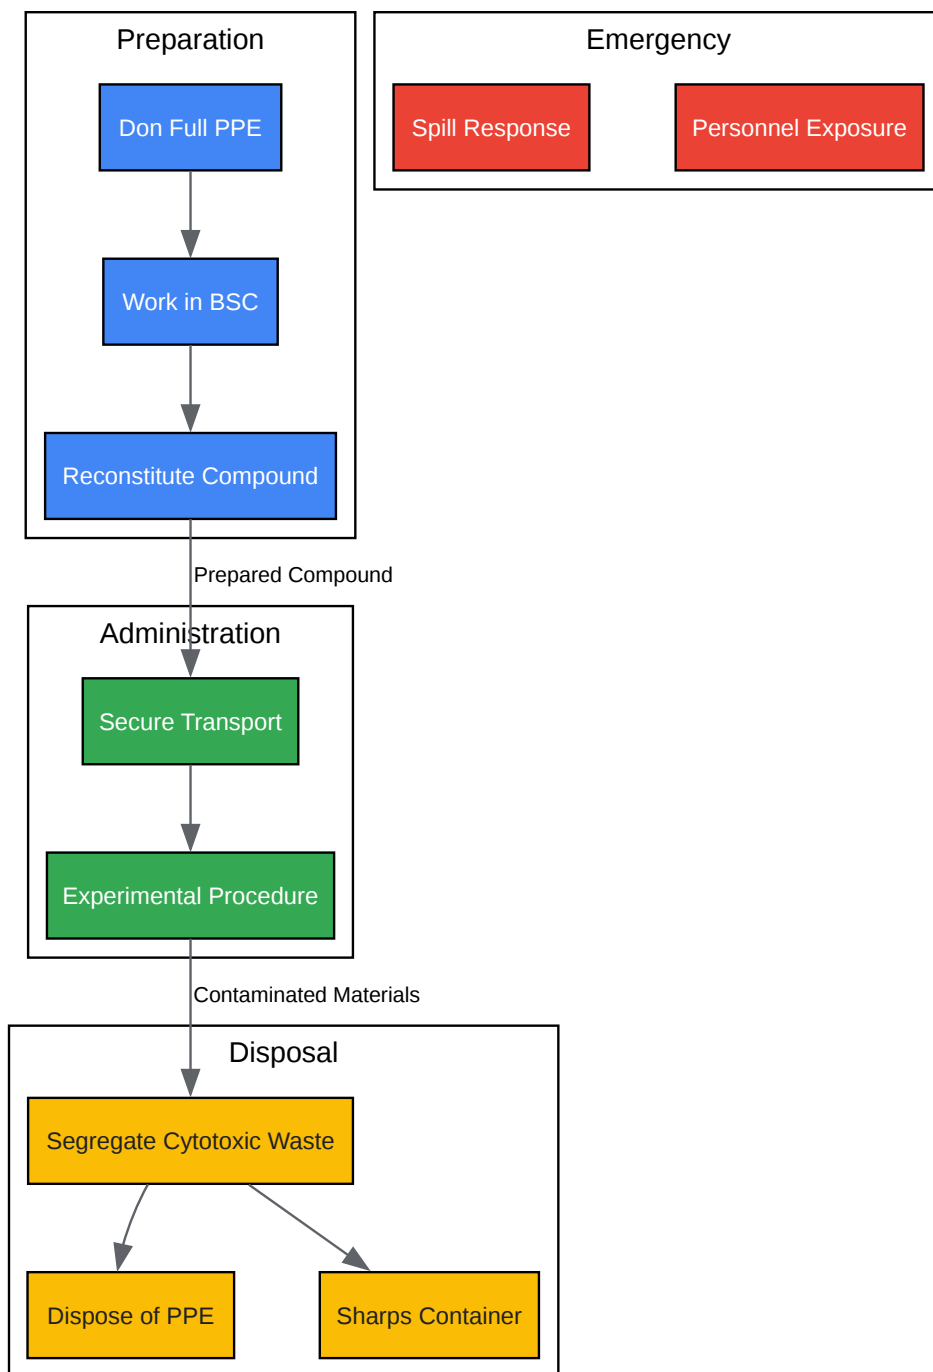 Preparation
Don Full PPE
Work in BSC
Reconstitute Compound
Emergency
Spill Response
Personnel Exposure
Prepared Compound
Administration
Secure Transport
Experimental Procedure
Contaminated Materials
Disposal
Segregate Cytotoxic Waste
Dispose of PPE
Sharps Container